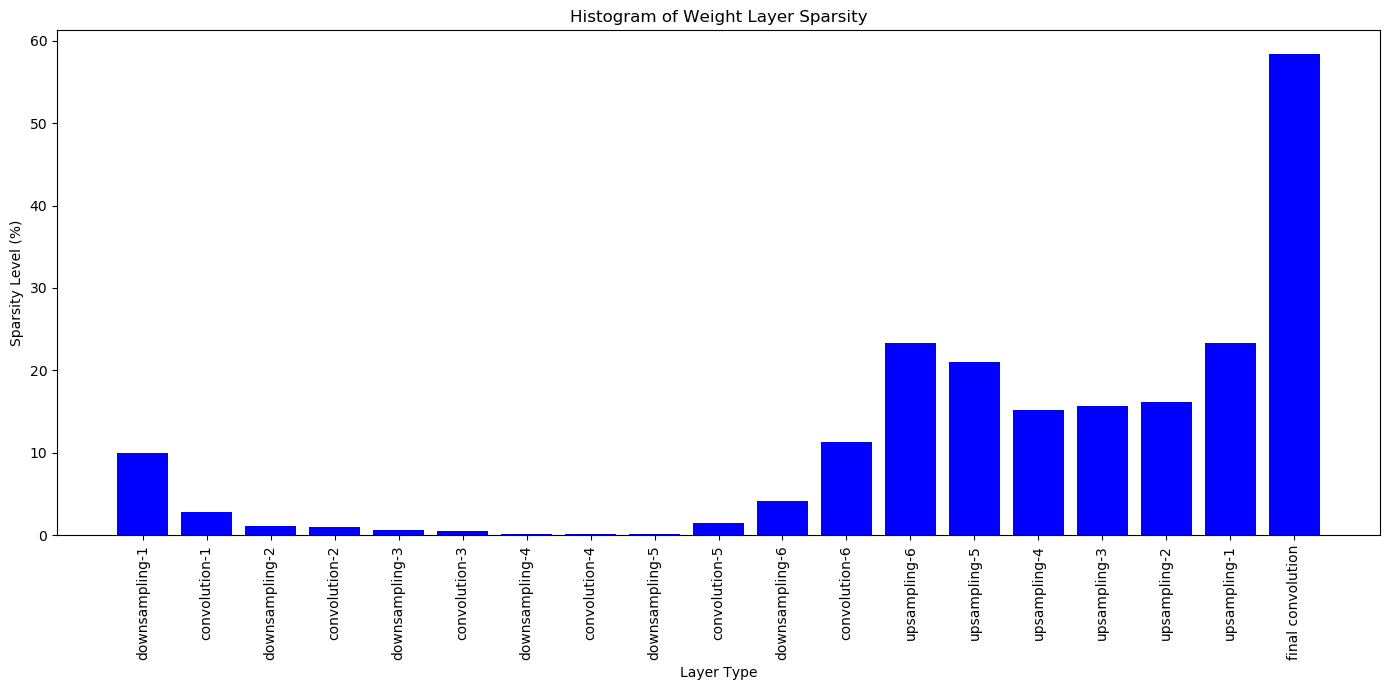 Histogram of Weight Layer Sparsity
Sparsity Level (%)
60
50
40
30
20
10
0
downsampling-1
convolution-1
downsampling-2
convolution-2
downsampling-3
convolution-3
downsampling-4
convolution-4
downsampling-5
convolution-5
downsampling-6
convolution-6
upsampling-6
upsampling-5
upsampling-4
upsampling-3
upsampling-2
upsampling-1
final convolution
Layer Type